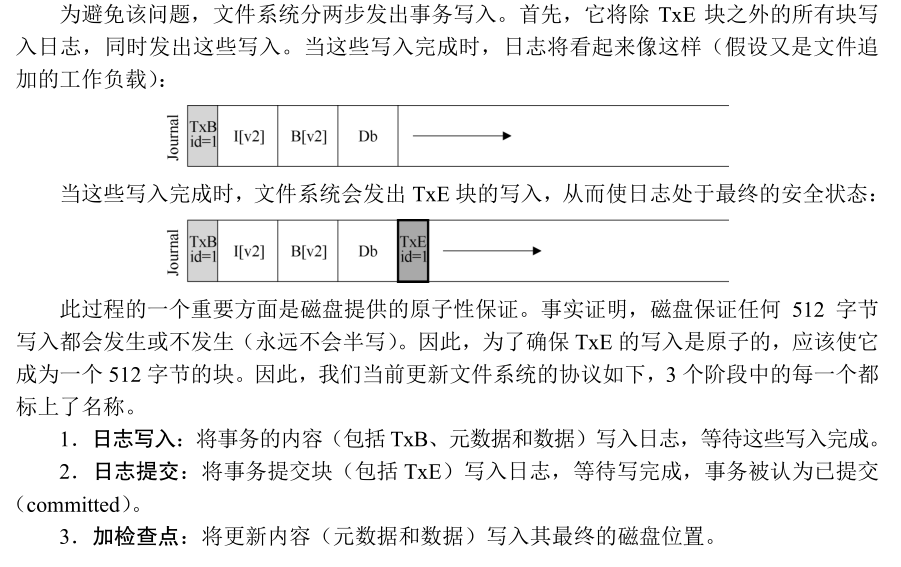 为避免该问题，文件系统分两步发出事务写入。首先，它将除 TxE 块之外的所有块写
入日志，同时发出这些写入。当这些写入完成时，日志将看起来像这样（假设又是文件追
加的工作负载）：
Journal
TxB
id=1
I[v2]
B[v2]
Db
当这些写入完成时，文件系统会发出 TxE 块的写入，从而使日志处于最终的安全状态：
Journal
TxB
id=1
I[v2]
B[v2]
Db
TxE
id=1
此过程的一个重要方面是磁盘提供的原子性保证。事实证明，磁盘保证任何 512 字节
写入都会发生或不发生（永远不会半写）。因此，为了确保 TxE 的写入是原子的，应该使它
成为一个 512 字节的块。因此，我们当前更新文件系统的协议如下，3 个阶段中的每一个都
标上了名称。
1．日志写入：将事务的内容（包括 TxB、元数据和数据）写入日志，等待这些写入完成。
2．日志提交：将事务提交块（包括 TxE）写入日志，等待写完成，事务被认为已提交
（committed）。
3．加检查点：将更新内容（元数据和数据）写入其最终的磁盘位置。